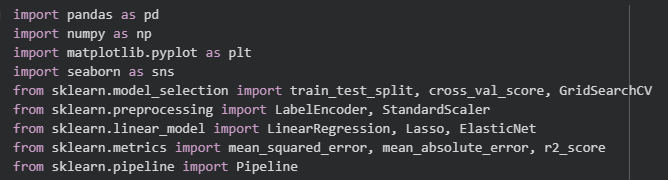 import pandas as pd
import numpy as np
import matplotlib.pyplot as plt
import seaborn as sns
from sklearn.model_selection import train_test_split, cross_val_score, GridSearchCV
from sklearn.preprocessing import LabelEncoder, StandardScaler
from sklearn.linear_model import LinearRegression, Lasso, ElasticNet
from sklearn.metrics import mean_squared_error, mean_absolute_error, r2_score
from sklearn.pipeline import Pipeline